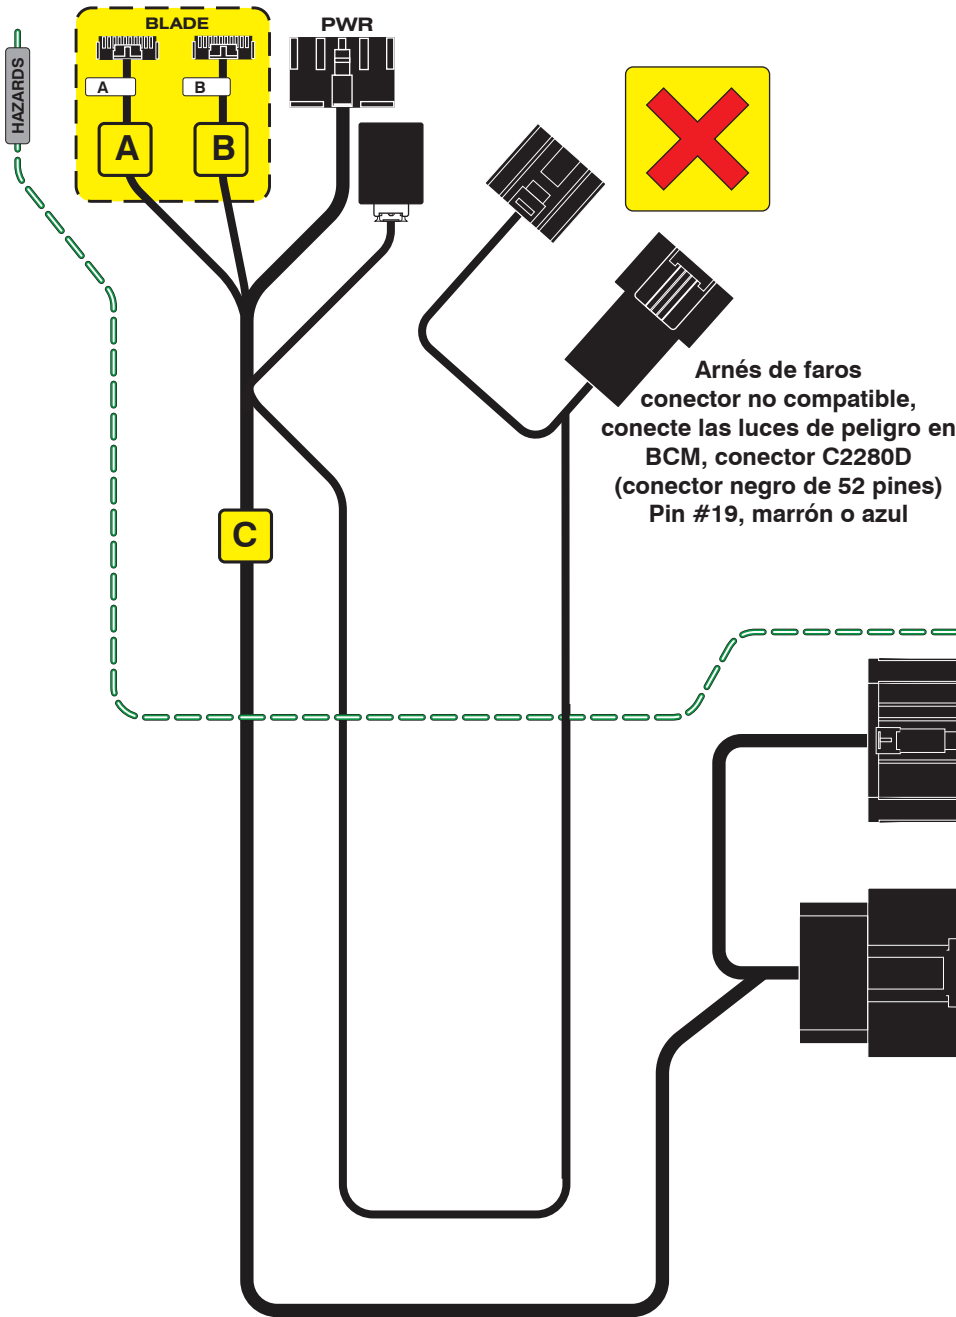 BLADE
PWR
HAZARDS
A
B
A
B
Arnés de faros
conector no compatible,
conecte las luces de peligro en
BCM, conector C2280D
(conector negro de 52 pines)
Pin #19, marrón o azul
C